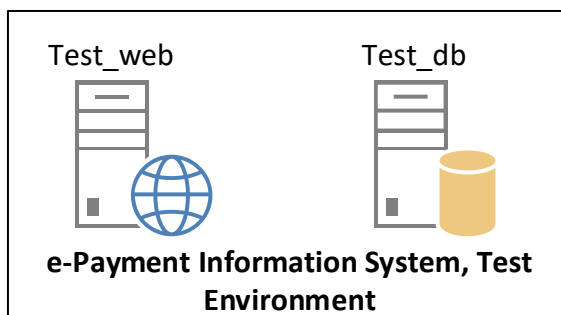 Test_web Test_db
e-Payment Information System, Test
Environment